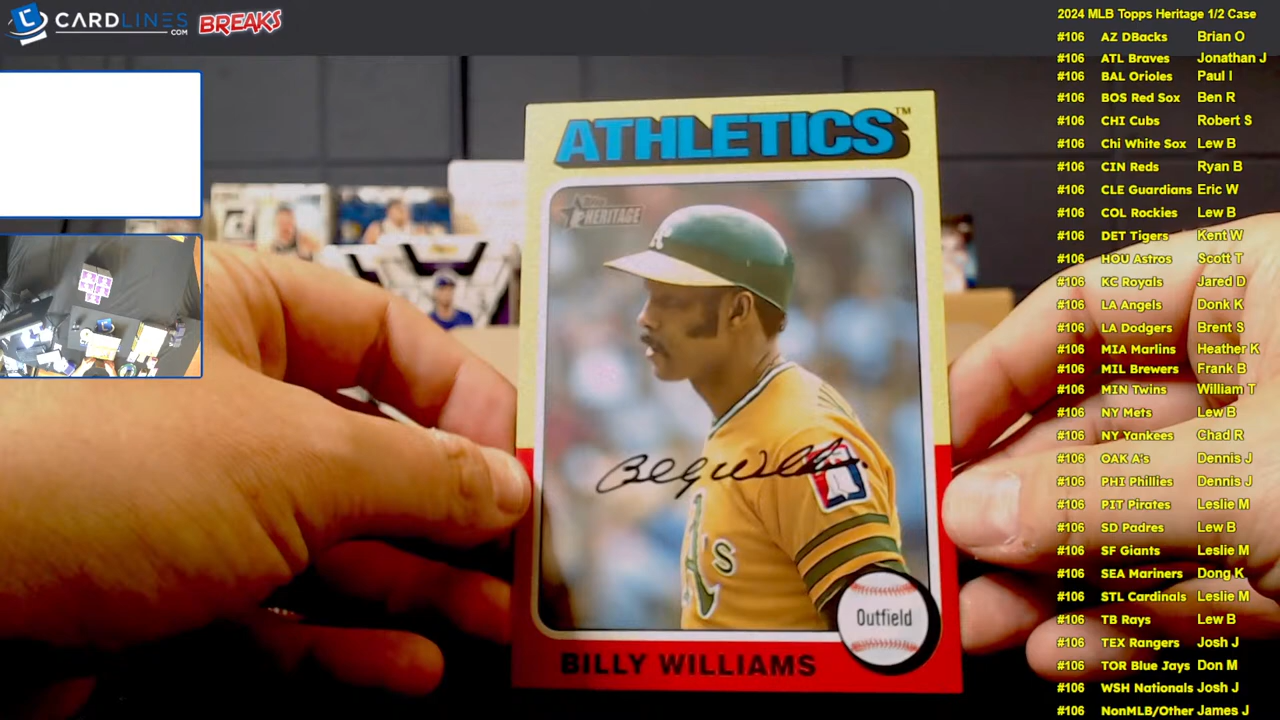 CARDLINES
.COM
BREAKS
ATHLETICS™
Topps
HERITAGE
A
Billy Williams
A's
Outfield
BILLY WILLIAMS
2024 MLB Topps Heritage 1/2 Case
#106 AZ DBacks Brian O
#106 ATL Braves Jonathan J
#106 BAL Orioles Paul I
#106 BOS Red Sox Ben R
#106 CHI Cubs Robert S
#106 Chi White Sox Lew B
#106 CIN Reds Ryan B
#106 CLE Guardians Eric W
#106 COL Rockies Lew B
#106 DET Tigers Kent W
#106 HOU Astros Scott T
#106 KC Royals Jared D
#106 LA Angels Donk K
#106 LA Dodgers Brent S
#106 MIA Marlins Heather K
#106 MIL Brewers Frank B
#106 MIN Twins William T
#106 NY Mets Lew B
#106 NY Yankees Chad R
#106 OAK A's Dennis J
#106 PHI Phillies Dennis J
#106 PIT Pirates Leslie M
#106 SD Padres Lew B
#106 SF Giants Leslie M
#106 SEA Mariners Dong K
#106 STL Cardinals Leslie M
#106 TB Rays Lew B
#106 TEX Rangers Josh J
#106 TOR Blue Jays Don M
#106 WSH Nationals Josh J
#106 NonMLB/Other James J